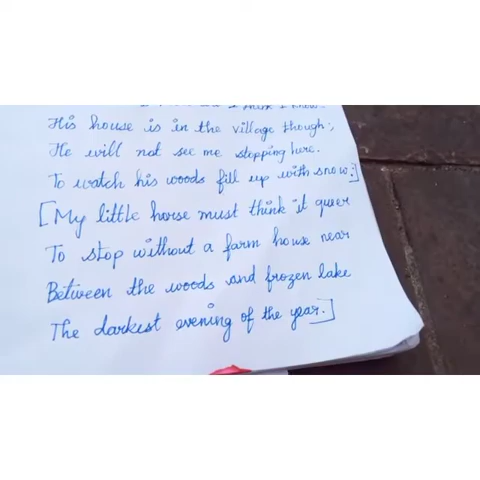 think I know.
His house is in the village though;
He will not see me stopping here.
To watch his woods fill up with snow.]
[My little horse must think it queer
To stop without a farm house near
Between the woods and frozen lake
The darkest evening of the year.]